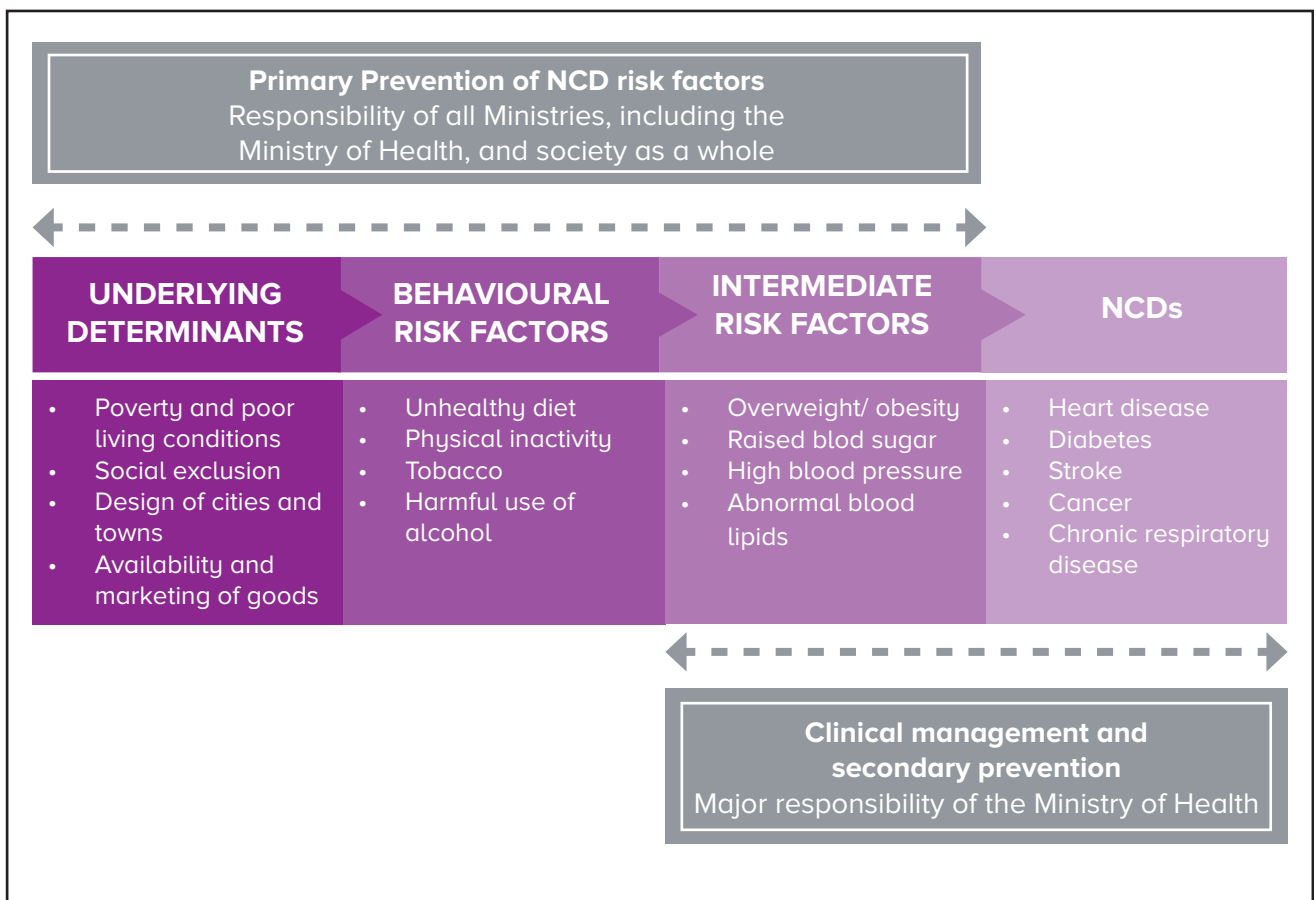 Primary Prevention of NCD risk factors
Responsibility of all Ministries, including the
Ministry of Health, and society as a whole
UNDERLYING
DETERMINANTS
• Poverty and poor
living conditions
• Social exclusion
• Design of cities and
towns
• Availability and
marketing of goods
BEHAVIOURAL
RISK FACTORS
• Unhealthy diet
• Physical inactivity
• Tobacco
• Harmful use of
alcohol
INTERMEDIATE
RISK FACTORS
• Overweight/ obesity
• Raised blod sugar
• High blood pressure
• Abnormal blood
lipids
NCDs
• Heart disease
• Diabetes
• Stroke
• Cancer
• Chronic respiratory
disease
Clinical management and
secondary prevention
Major responsibility of the Ministry of Health